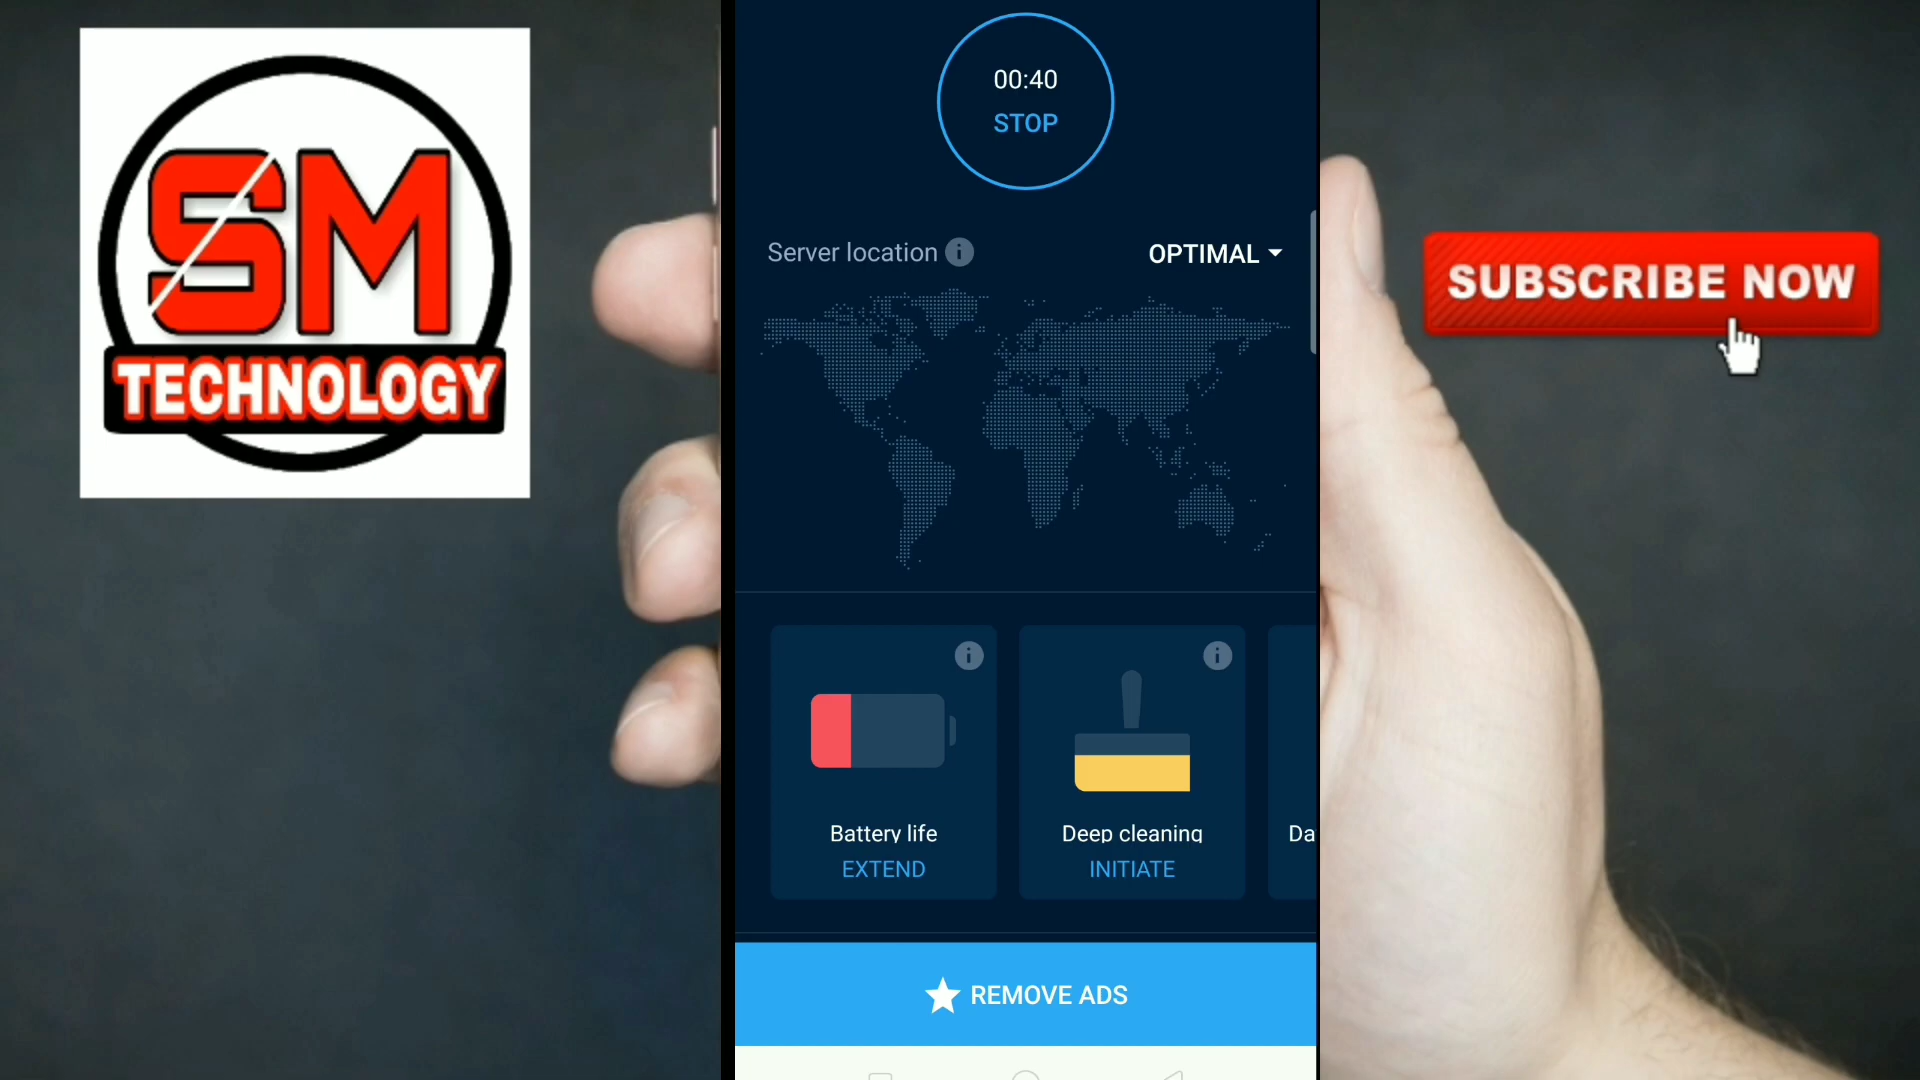 SM
TECHNOLOGY
00:40
STOP
Server location
OPTIMAL
Battery life
EXTEND
Deep cleaning
INITIATE
Da
REMOVE ADS
SUBSCRIBE NOW